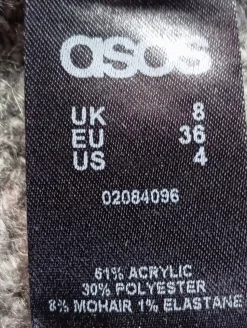 asos
UK 8
EU 36
US 4
02084096
61% ACRYLIC
30% POLYESTER
8% MOHAIR 1% ELASTANE